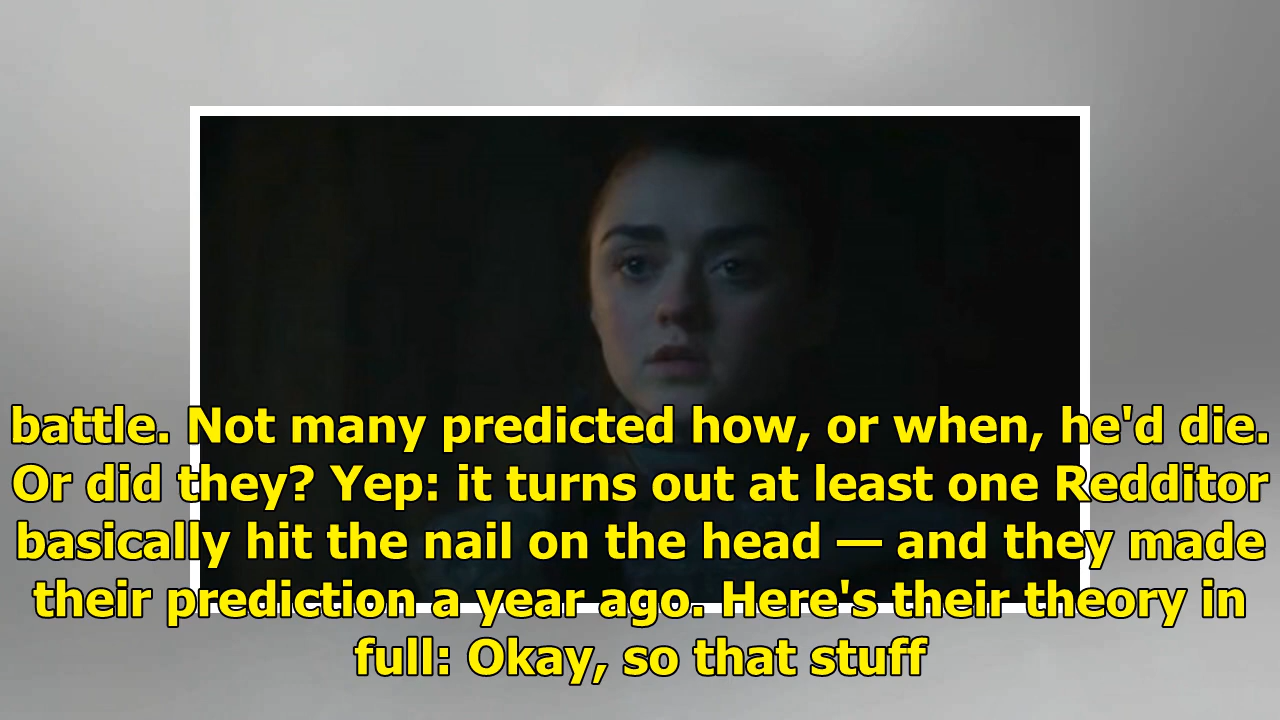 battle. Not many predicted how, or when, he'd die.
Or did they? Yep: it turns out at least one Redditor
basically hit the nail on the head — and they made
their prediction a year ago. Here's their theory in
full: Okay, so that stuff